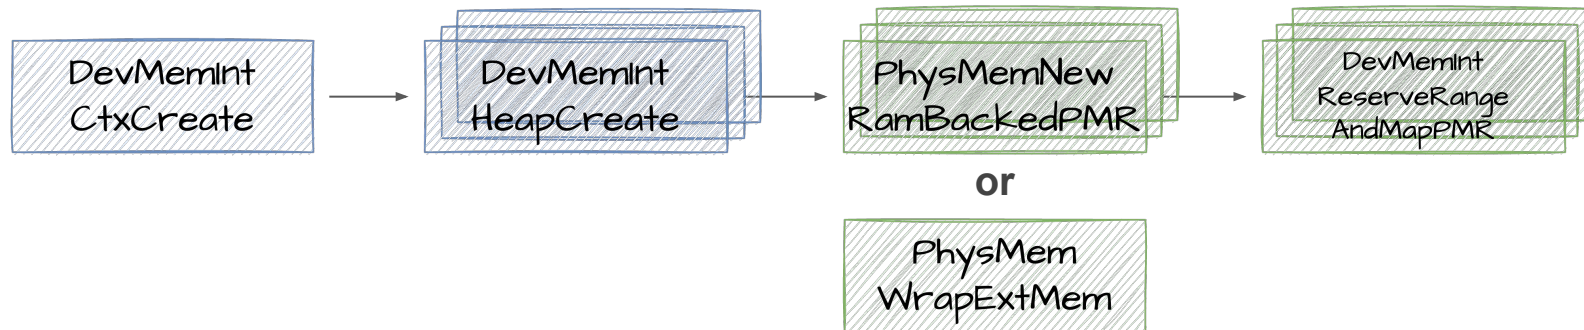 DevMemInt
CtxCreate
DevMemInt
HeapCreate
PhysMemNew
RamBackedPMR
or
PhysMem
WrapExtMem
DevMemInt
ReserveRange
AndMapPMR